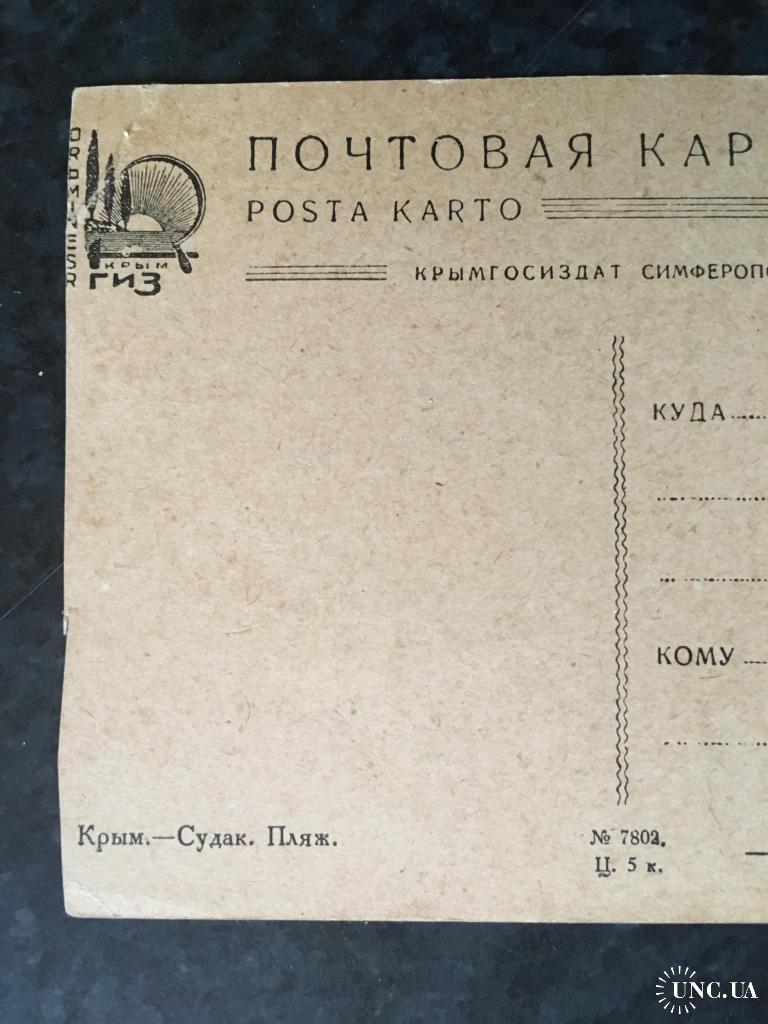 ПОЧТОВАЯ КАР
POSTA KARTO
КРЫМГОСИЗДАТ СИМФЕРОПО
КРЫМ
ГИЗ
КУДА
КОМУ
Крым.—Судак. Пляж.
№ 7802.
Ц. 5 к.
UNC.UA